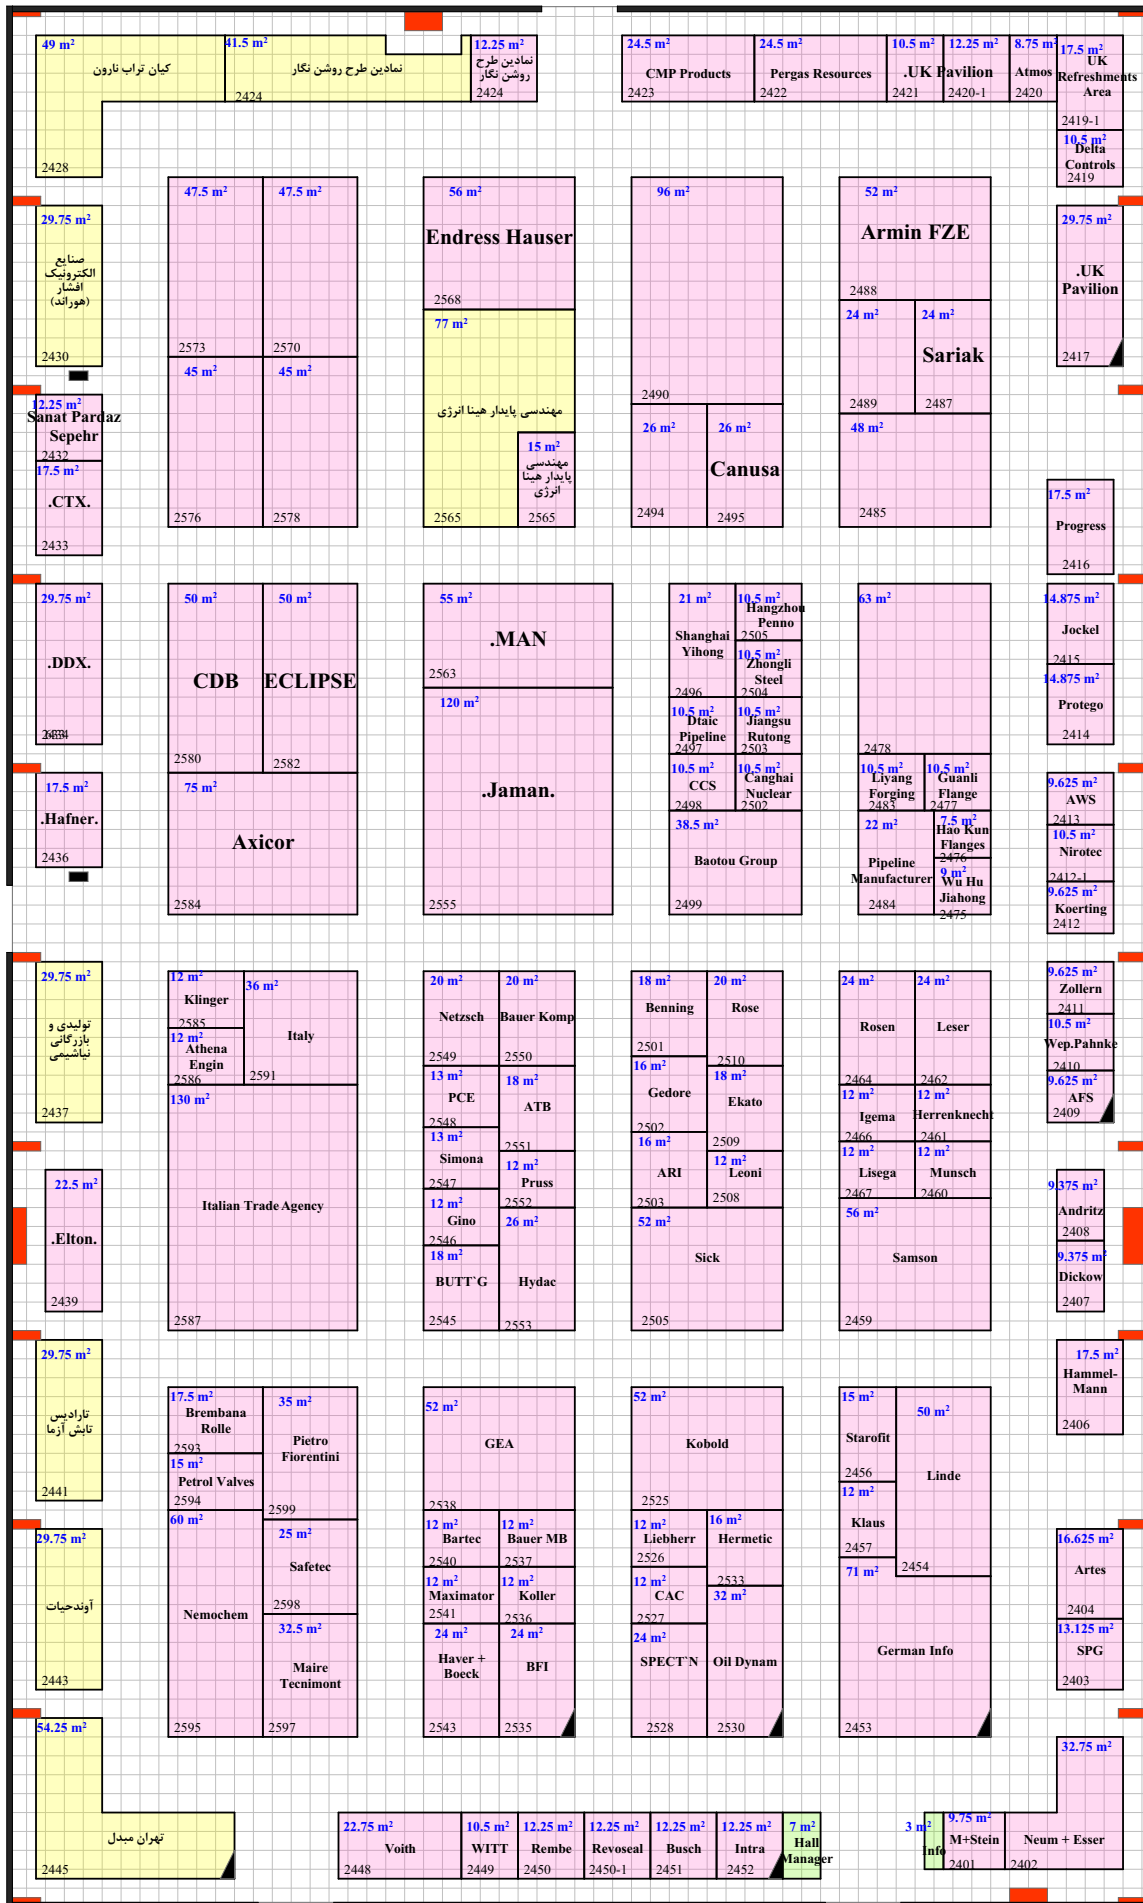 49 m²
کیان تراب نارون
2428
41.5 m²
نمادین طرح روشن نگار
2424
12.25 m²
نمادین طرح
روشن نگار
2424
24.5 m²
CMP Products
2423
24.5 m²
Pergas Resources
2422
10.5 m²
12.25 m²
.UK Pavilion
2421
2420-1
8.75 m²
Atmos
2420
17.5 m²
UK
Refreshments
Area
2419-1
10.5 m²
Delta
Controls
2419
29.75 m²
صنایع
الکترونیک
افشار
(هوراند)
2430
47.5 m²
2573
47.5 m²
2570
56 m²
Endress Hauser
2568
96 m²
2490
52 m²
Armin FZE
2488
29.75 m²
.UK
Pavilion
2417
77 m²
مهندسی پایدار هینا انرژی
2565
15 m²
مهندسی
پایدار هینا
انرژی
2565
24 m²
2489
24 m²
Sariak
2487
12.25 m²
Sanat Pardaz
Sepehr
2432
17.5 m²
.CTX.
2433
45 m²
2576
45 m²
2578
26 m²
2494
26 m²
Canusa
2495
48 m²
2485
17.5 m²
Progress
2416
29.75 m²
.DDX.
50 m²
CDB
2580
50 m²
ECLIPSE
2582
55 m²
.MAN
2563
21 m²
Shanghai
Yihong
2496
10.5 m²
Hangzhou
Penno
2505
10.5 m²
Zhongli
Steel
2504
63 m²
2478
14.875 m²
Jockel
2415
14.875 m²
Protego
2414
120 m²
.Jaman.
2555
10.5 m²
Dtaic
Pipeline
2497
10.5 m²
Jiangsu
Rutong
2503
10.5 m²
CCS
2498
10.5 m²
Canghai
Nuclear
2502
10.5 m²
Liyang
Forging
2483
10.5 m²
Guanli
Flange
2477
17.5 m²
.Hafner.
2436
75 m²
Axicor
2584
38.5 m²
Baotou Group
2499
22 m²
Pipeline
Manufacturer
2484
7.5 m²
Hao Kun
Flanges
2476
9 m²
Wu Hu
Jiahong
2475
9.625 m²
AWS
2413
10.5 m²
Nirotec
2412-1
9.625 m²
Koerting
2412
29.75 m²
تولیدی و
بازرگانی
نیاشیمی
2437
12 m²
Klinger
2585
12 m²
Athena
Engin
2586
36 m²
Italy
2591
20 m²
Netzsch
2549
20 m²
Bauer Komp
2550
18 m²
Benning
2501
20 m²
Rose
2510
24 m²
Rosen
2464
24 m²
Leser
2462
9.625 m²
Zollern
2411
10.5 m²
Wep.Pahnke
2410
9.625 m²
AFS
2409
130 m²
Italian Trade Agency
2587
13 m²
PCE
2548
18 m²
ATB
2551
16 m²
Gedore
2502
18 m²
Ekato
2509
12 m²
Igema
2466
12 m²
Herrenknecht
2461
13 m²
Simona
2547
12 m²
Pruss
2552
16 m²
ARI
2503
12 m²
Leoni
2508
12 m²
Lisega
2467
12 m²
Munsch
2460
22.5 m²
.Elton.
2439
12 m²
Gino
2546
18 m²
BUTT`G
2545
26 m²
Hydac
2553
52 m²
Sick
2505
56 m²
Samson
2459
9.375 m²
Andritz
2408
9.375 m²
Dickow
2407
29.75 m²
تارادیس
تابش آزما
2441
17.5 m²
Brembana
Rolle
2593
15 m²
Petrol Valves
2594
35 m²
Pietro
Fiorentini
2599
52 m²
GEA
2538
52 m²
Kobold
2525
15 m²
Starofit
2456
50 m²
Linde
2454
17.5 m²
Hammel-
Mann
2406
29.75 m²
آوندحیات
2443
60 m²
Nemochem
2595
25 m²
Safetec
2598
32.5 m²
Maire
Tecnimont
2597
12 m²
Bartec
2540
12 m²
Bauer MB
2537
12 m²
Maximator
2541
12 m²
Koller
2536
24 m²
Haver +
Boeck
2543
24 m²
BFI
2535
12 m²
Liebherr
2526
16 m²
Hermetic
2533
12 m²
CAC
2527
32 m²
Oil Dynam
2530
24 m²
SPECT`N
2528
12 m²
Klaus
2457
71 m²
German Info
2453
16.625 m²
Artes
2404
13.125 m²
SPG
2403
54.25 m²
تهران مبدل
2445
22.75 m²
Voith
2448
10.5 m²
WITT
2449
12.25 m²
Rembe
2450
12.25 m²
Revoseal
2450-1
12.25 m²
Busch
2451
12.25 m²
Intra
2452
7 m²
Hall
Manager
3 m²
Info
9.75 m²
M+Stein
2401
32.75 m²
Neum + Esser
2402